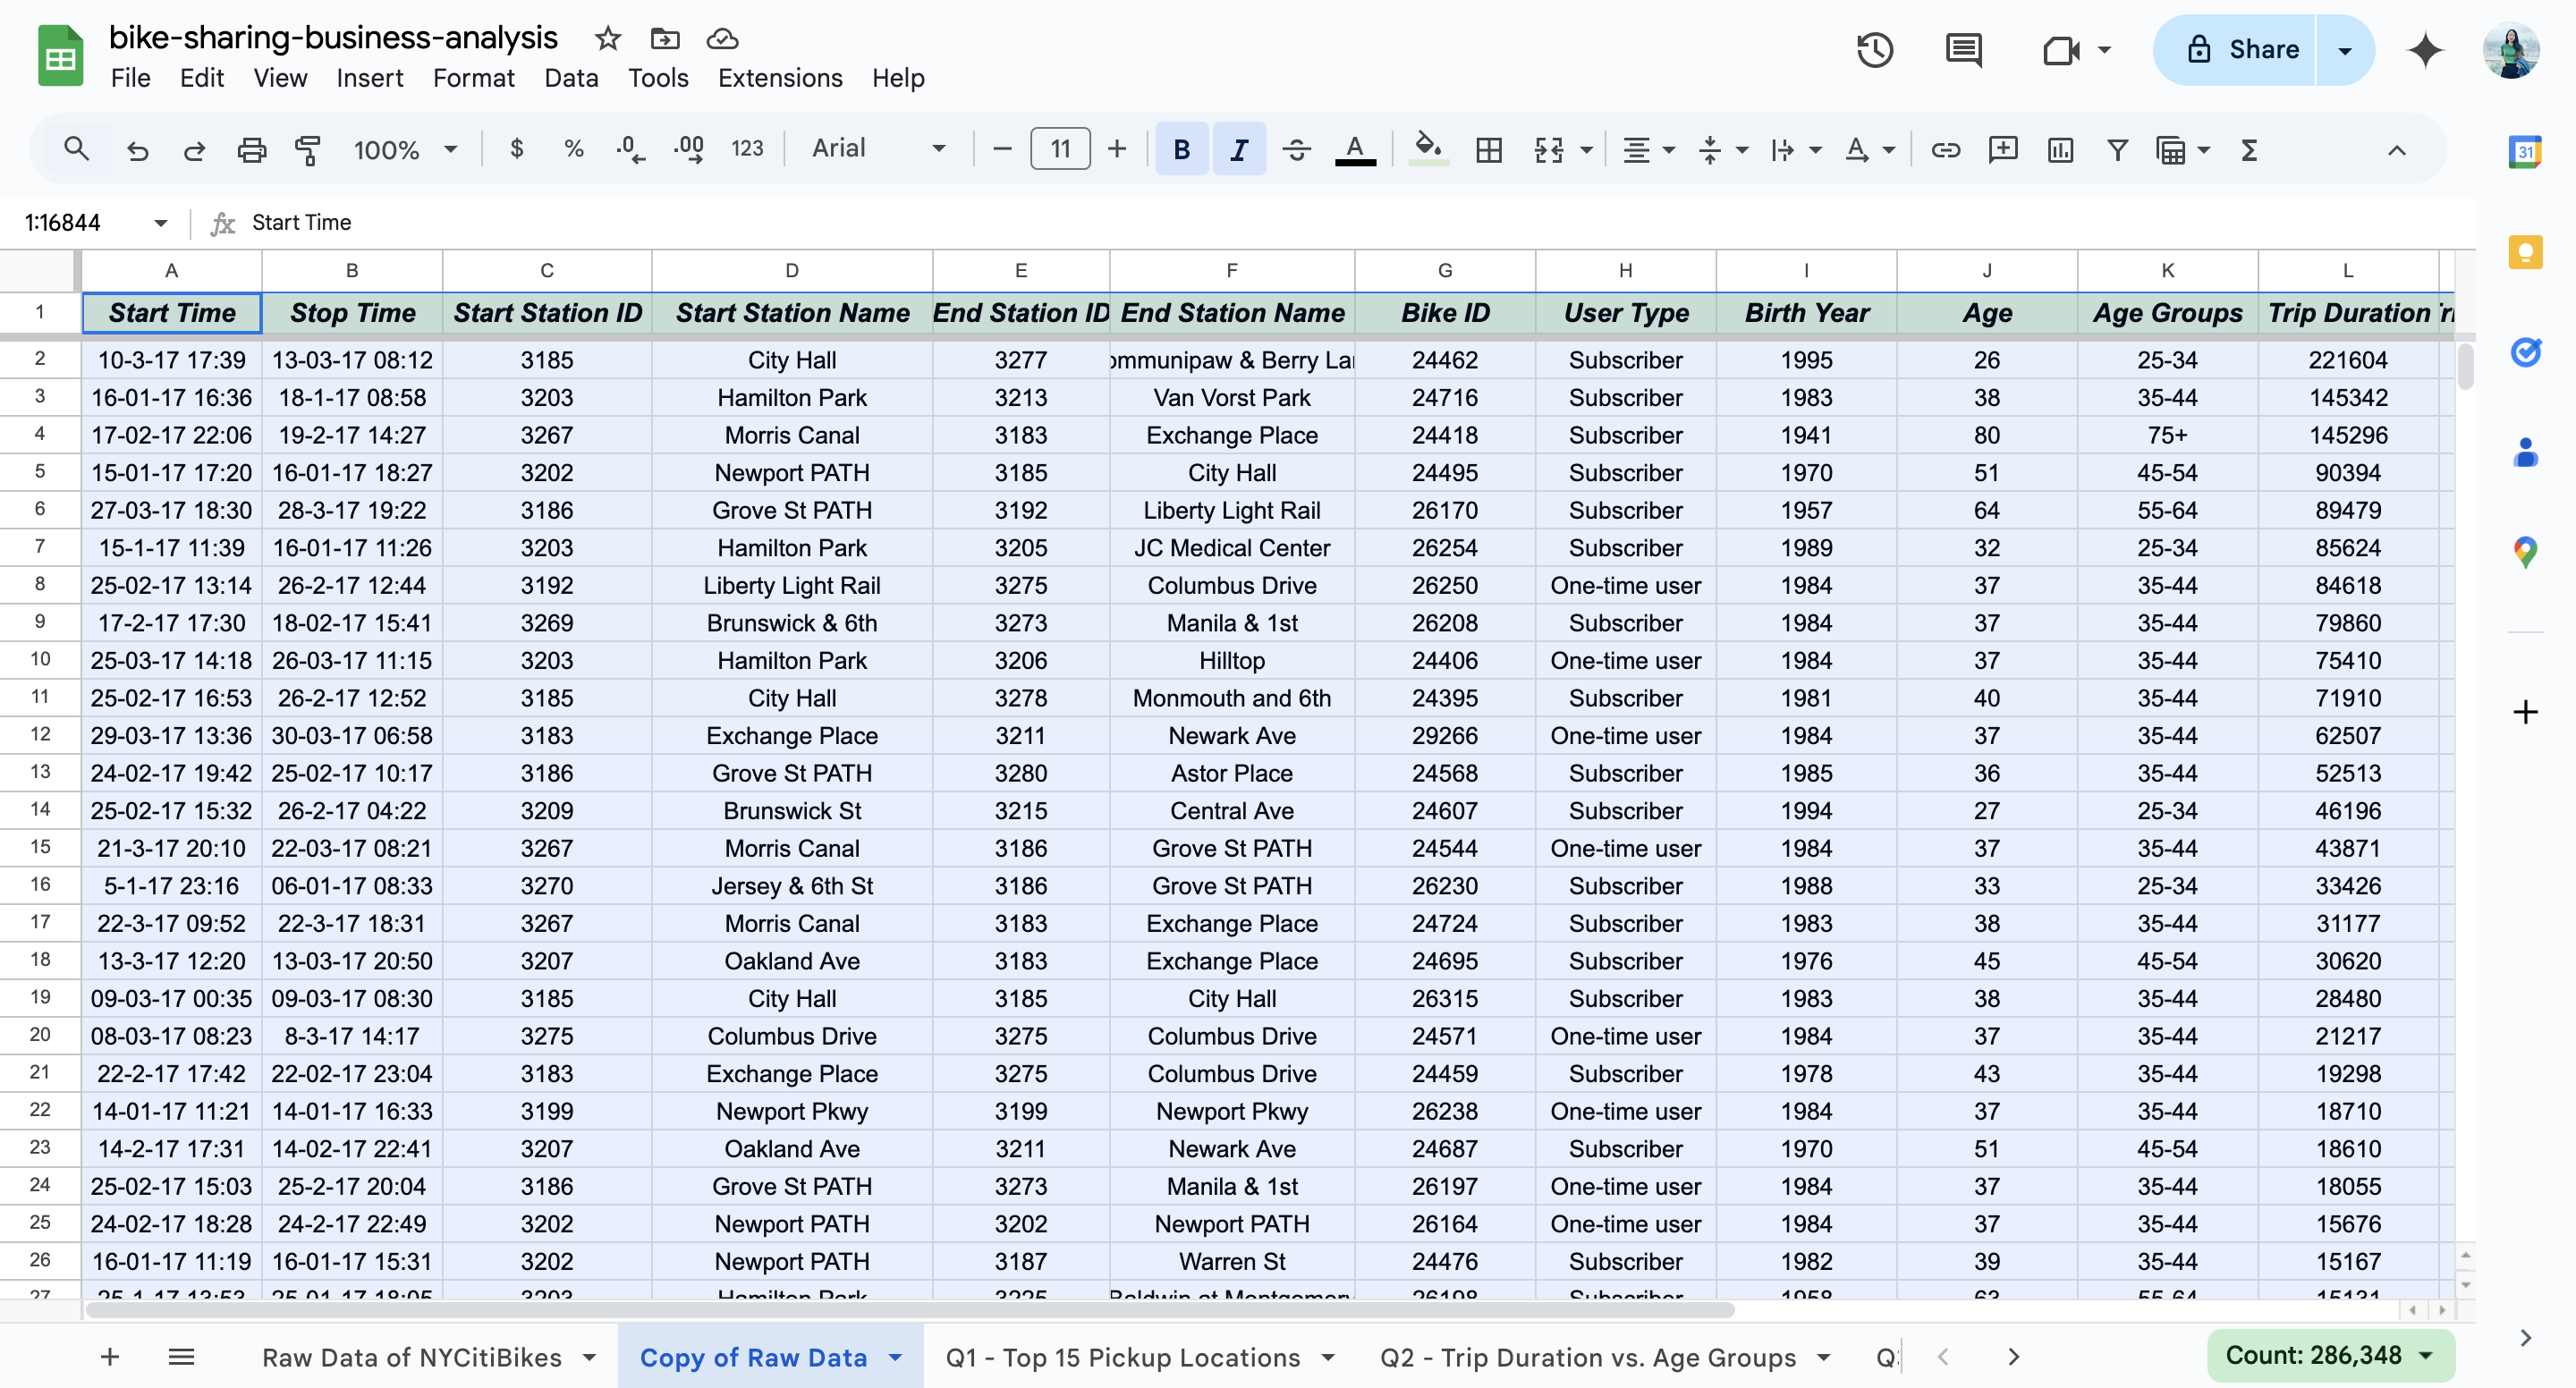 bike-sharing-business-analysis
File Edit View Insert Format Data Tools Extensions Help
Share
100% $ % .0 .00 123 Arial 11 B I A A
31
1:16844 fx Start Time
A B C D E F G H I J K L
1 Start Time Stop Time Start Station ID Start Station Name End Station ID End Station Name Bike ID User Type Birth Year Age Age Groups Trip Duration
2 10-3-17 17:39 13-03-17 08:12 3185 City Hall 3277 ommunipaw & Berry La 24462 Subscriber 1995 26 25-34 221604
3 16-01-17 16:36 18-1-17 08:58 3203 Hamilton Park 3213 Van Vorst Park 24716 Subscriber 1983 38 35-44 145342
4 17-02-17 22:06 19-2-17 14:27 3267 Morris Canal 3183 Exchange Place 24418 Subscriber 1941 80 75+ 145296
5 15-01-17 17:20 16-01-17 18:27 3202 Newport PATH 3185 City Hall 24495 Subscriber 1970 51 45-54 90394
6 27-03-17 18:30 28-3-17 19:22 3186 Grove St PATH 3192 Liberty Light Rail 26170 Subscriber 1957 64 55-64 89479
7 15-1-17 11:39 16-01-17 11:26 3203 Hamilton Park 3205 JC Medical Center 26254 Subscriber 1989 32 25-34 85624
8 25-02-17 13:14 26-2-17 12:44 3192 Liberty Light Rail 3275 Columbus Drive 26250 One-time user 1984 37 35-44 84618
9 17-2-17 17:30 18-02-17 15:41 3269 Brunswick & 6th 3273 Manila & 1st 26208 Subscriber 1984 37 35-44 79860
10 25-03-17 14:18 26-03-17 11:15 3203 Hamilton Park 3206 Hilltop 24406 One-time user 1984 37 35-44 75410
11 25-02-17 16:53 26-2-17 12:52 3185 City Hall 3278 Monmouth and 6th 24395 Subscriber 1981 40 35-44 71910
12 29-03-17 13:36 30-03-17 06:58 3183 Exchange Place 3211 Newark Ave 29266 One-time user 1984 37 35-44 62507
13 24-02-17 19:42 25-02-17 10:17 3186 Grove St PATH 3280 Astor Place 24568 Subscriber 1985 36 35-44 52513
14 25-02-17 15:32 26-2-17 04:22 3209 Brunswick St 3215 Central Ave 24607 Subscriber 1994 27 25-34 46196
15 21-3-17 20:10 22-03-17 08:21 3267 Morris Canal 3186 Grove St PATH 24544 One-time user 1984 37 35-44 43871
16 5-1-17 23:16 06-01-17 08:33 3270 Jersey & 6th St 3186 Grove St PATH 26230 Subscriber 1988 33 25-34 33426
17 22-3-17 09:52 22-3-17 18:31 3267 Morris Canal 3183 Exchange Place 24724 Subscriber 1983 38 35-44 31177
18 13-3-17 12:20 13-03-17 20:50 3207 Oakland Ave 3183 Exchange Place 24695 Subscriber 1976 45 45-54 30620
19 09-03-17 00:35 09-03-17 08:30 3185 City Hall 3185 City Hall 26315 Subscriber 1983 38 35-44 28480
20 08-03-17 08:23 8-3-17 14:17 3275 Columbus Drive 3275 Columbus Drive 24571 One-time user 1984 37 35-44 21217
21 22-2-17 17:42 22-02-17 23:04 3183 Exchange Place 3275 Columbus Drive 24459 Subscriber 1978 43 35-44 19298
22 14-01-17 11:21 14-01-17 16:33 3199 Newport Pkwy 3199 Newport Pkwy 26238 One-time user 1984 37 35-44 18710
23 14-2-17 17:31 14-02-17 22:41 3207 Oakland Ave 3211 Newark Ave 24687 Subscriber 1970 51 45-54 18610
24 25-02-17 15:03 25-2-17 20:04 3186 Grove St PATH 3273 Manila & 1st 26197 One-time user 1984 37 35-44 18055
25 24-02-17 18:28 24-2-17 22:49 3202 Newport PATH 3202 Newport PATH 26164 One-time user 1984 37 35-44 15676
26 16-01-17 11:19 16-01-17 15:31 3202 Newport PATH 3187 Warren St 24476 Subscriber 1982 39 35-44 15167
27 Hamilton Park Subscriber
Raw Data of NYCitiBikes Copy of Raw Data Q1 - Top 15 Pickup Locations Q2 - Trip Duration vs. Age Groups Count: 286,348